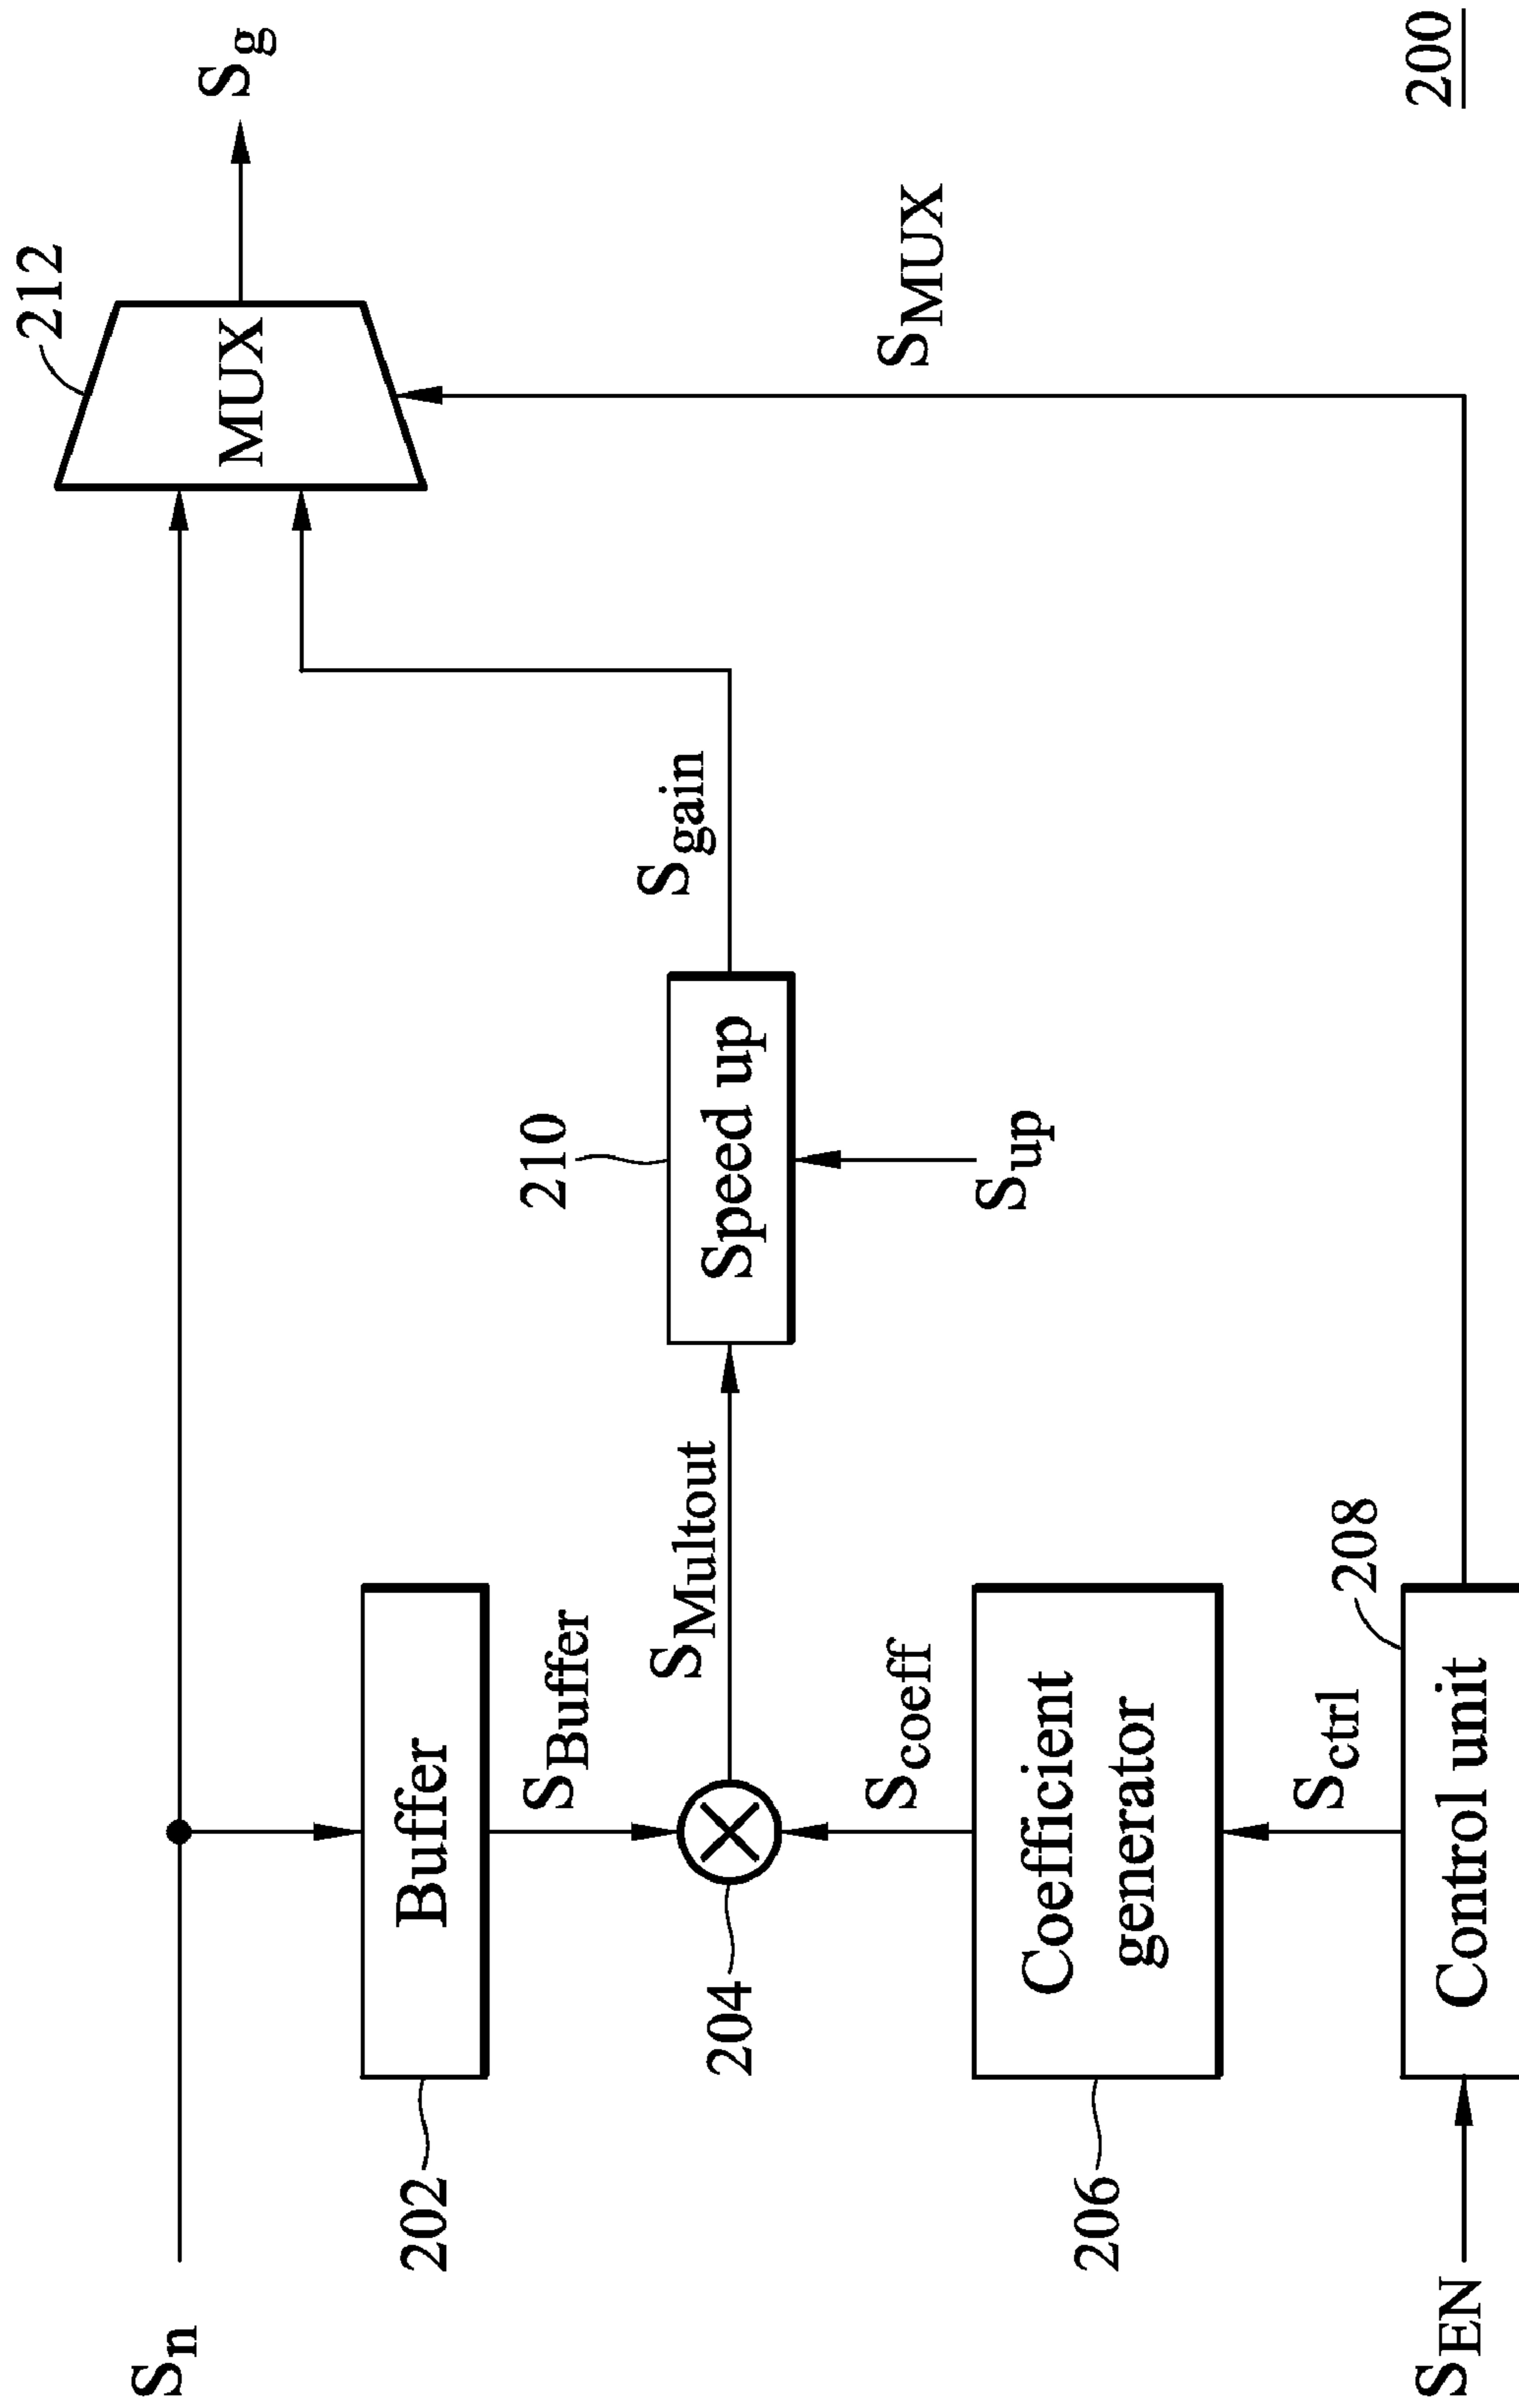 212
MUX
Sg
Sn
202
Buffer
SBuffer
210
Speed up
Sgain
SMultout
204
Sup
SMUX
Scoeff
206
Coefficient
generator
Sctrl
208
SEN
Control unit
200